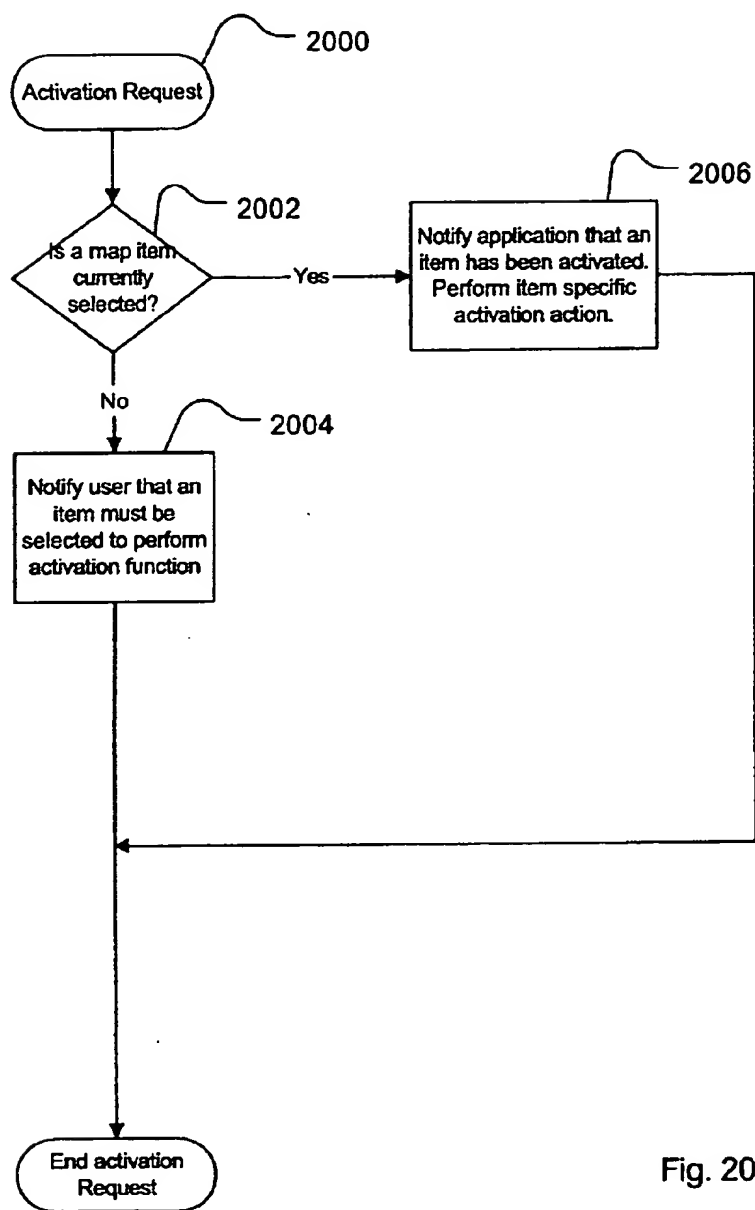 2000
Activation Request
2002
Is a map item
currently
selected?
Yes
2006
Notify application that an
item has been activated.
Perform item specific
activation action.
No
2004
Notify user that an
item must be
selected to perform
activation function
End activation
Request
Fig. 20